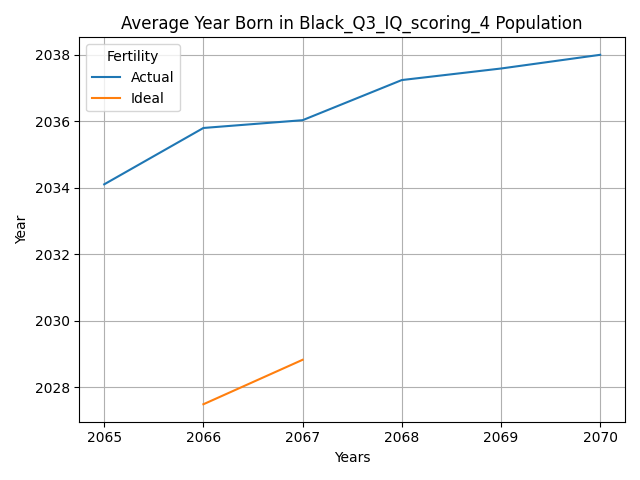 Average Year Born in Black_Q3_IQ_scoring_4 Population
Fertility
Actual
Ideal
2038
2036
2034
2032
2030
2028
Year
2065 2066 2067 2068 2069 2070
Years